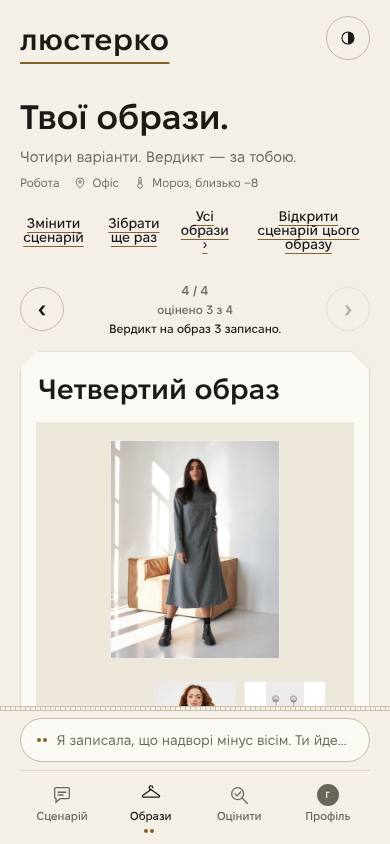 люстерко
Твої образи.
Чотири варіанти. Вердикт — за тобою.
Робота Офіс Мороз, близько −8
Змінити сценарій
Зібрати ще раз
Усі образи ›
Відкрити сценарій цього образу
‹
4 / 4
оцінено 3 з 4
Вердикт на образ 3 записано.
›
Четвертий образ
Я записала, що надворі мінус вісім. Ти йде…
Сценарій
Образи
Оцінити
Г
Профіль